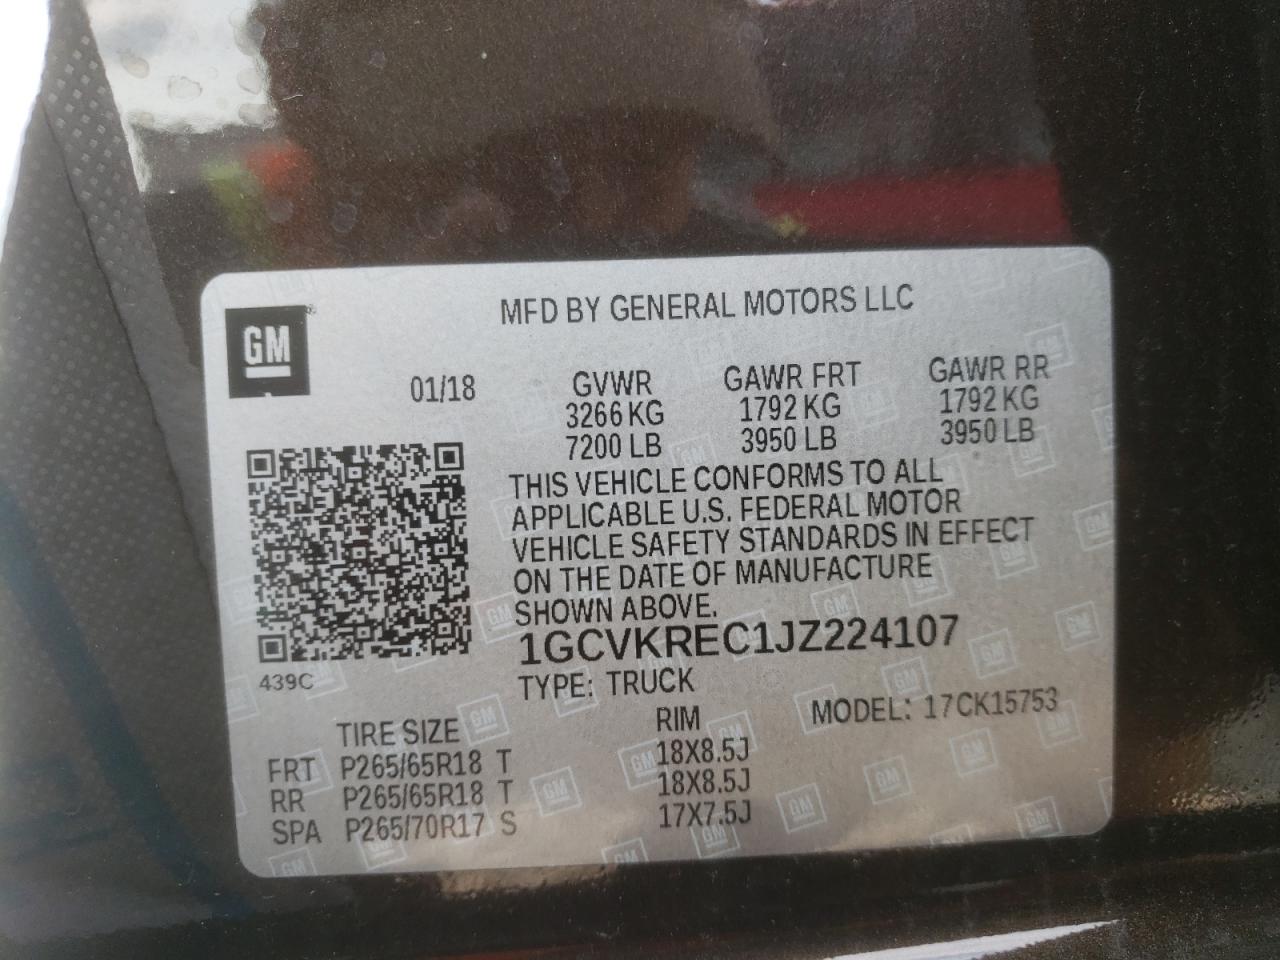 MFD BY GENERAL MOTORS LLC
GM
01/18 GVWR GAWR FRT GAWR RR
3266 KG 1792 KG 1792 KG
7200 LB 3950 LB 3950 LB
THIS VEHICLE CONFORMS TO ALL
APPLICABLE U.S. FEDERAL MOTOR
VEHICLE SAFETY STANDARDS IN EFFECT
ON THE DATE OF MANUFACTURE
SHOWN ABOVE.
1GCVKREC1JZ224107
439C
TYPE: TRUCK
MODEL: 17CK15753
TIRE SIZE RIM
FRT P265/65R18 T 18X8.5J
RR P265/65R18 T 18X8.5J
SPA P265/70R17 S 17X7.5J